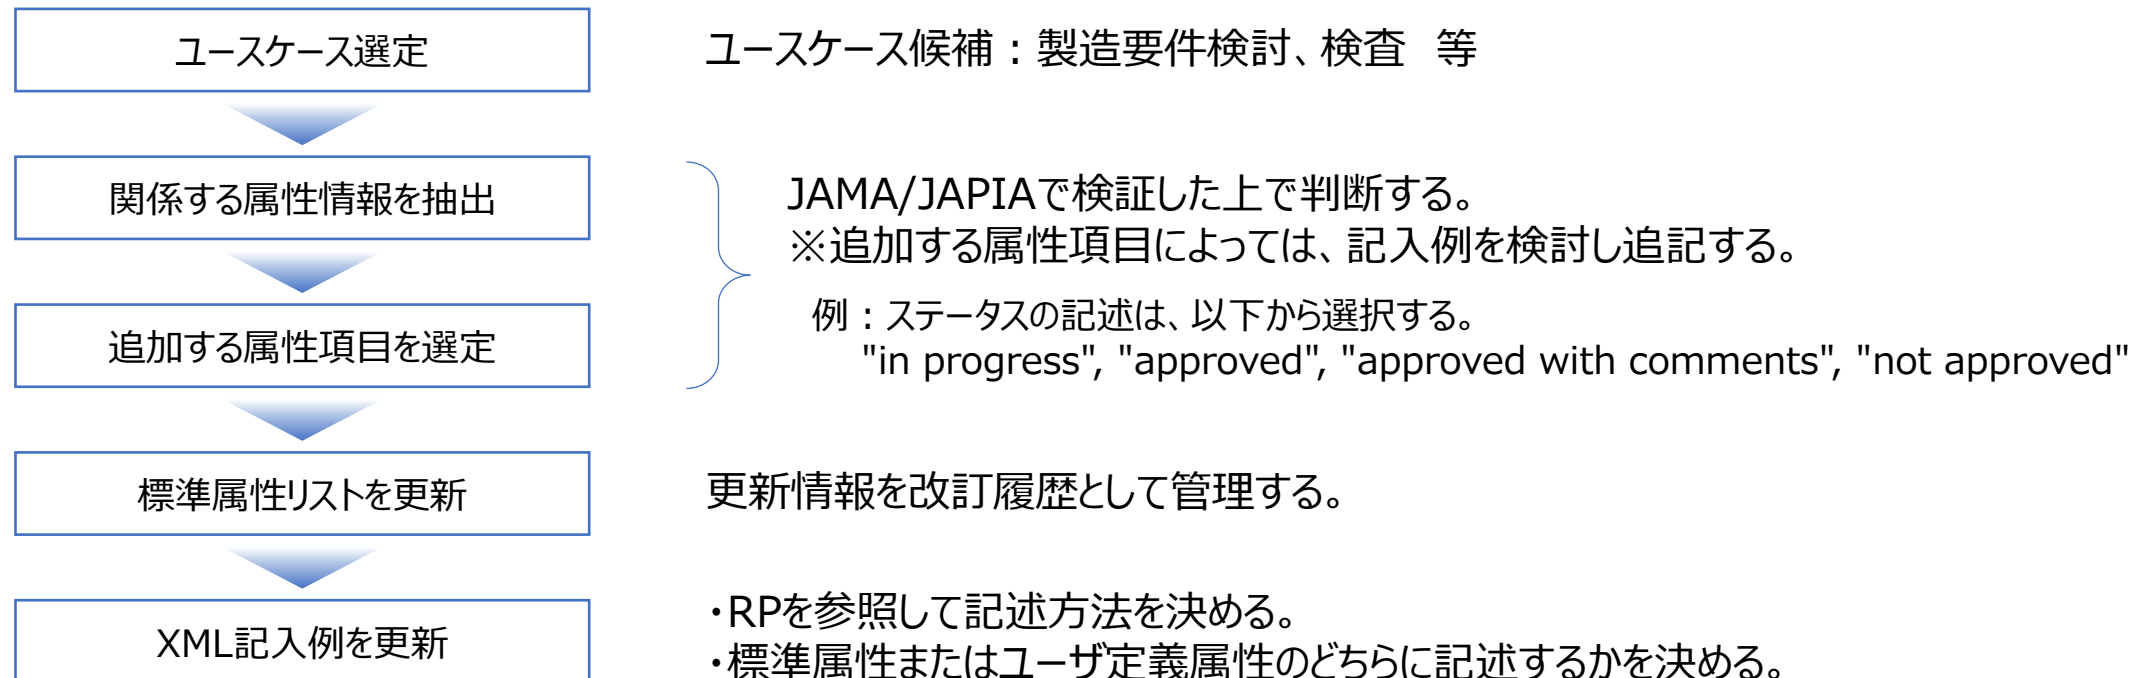 ユースケース選定
ユースケース候補：製造要件検討、検査　等
関係する属性情報を抽出
JAMA/JAPIAで検証した上で判断する。
※追加する属性項目によっては、記入例を検討し追記する。
追加する属性項目を選定
例：ステータスの記述は、以下から選択する。
"in progress", "approved", "approved with comments", "not approved"
標準属性リストを更新
更新情報を改訂履歴として管理する。
XML記入例を更新
・RPを参照して記述方法を決める。
・標準属性またはユーザ定義属性のどちらに記述するかを決める。